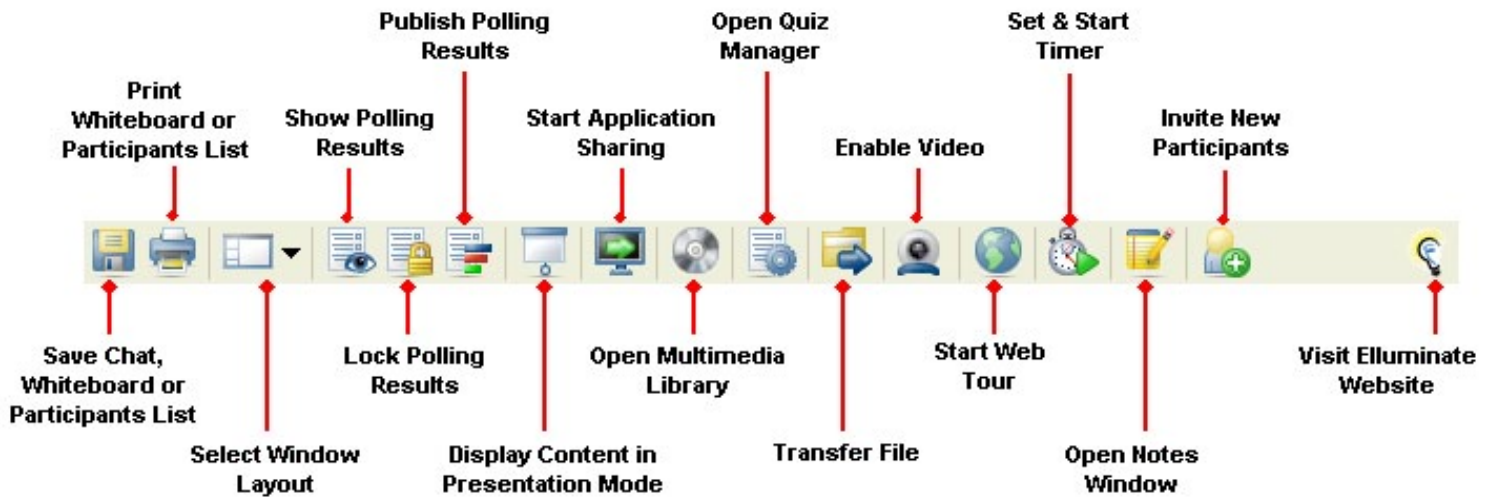 Publish Polling
Results
Open Quiz
Manager
Set & Start
Timer
Print
Whiteboard or
Participants List
Show Polling
Results
Start Application
Sharing
Enable Video
Invite New
Participants
Save Chat,
Whiteboard or
Participants List
Lock Polling
Results
Open Multimedia
Library
Start Web
Tour
Visit Elluminate
Website
Select Window
Layout
Display Content in
Presentation Mode
Transfer File
Open Notes
Window